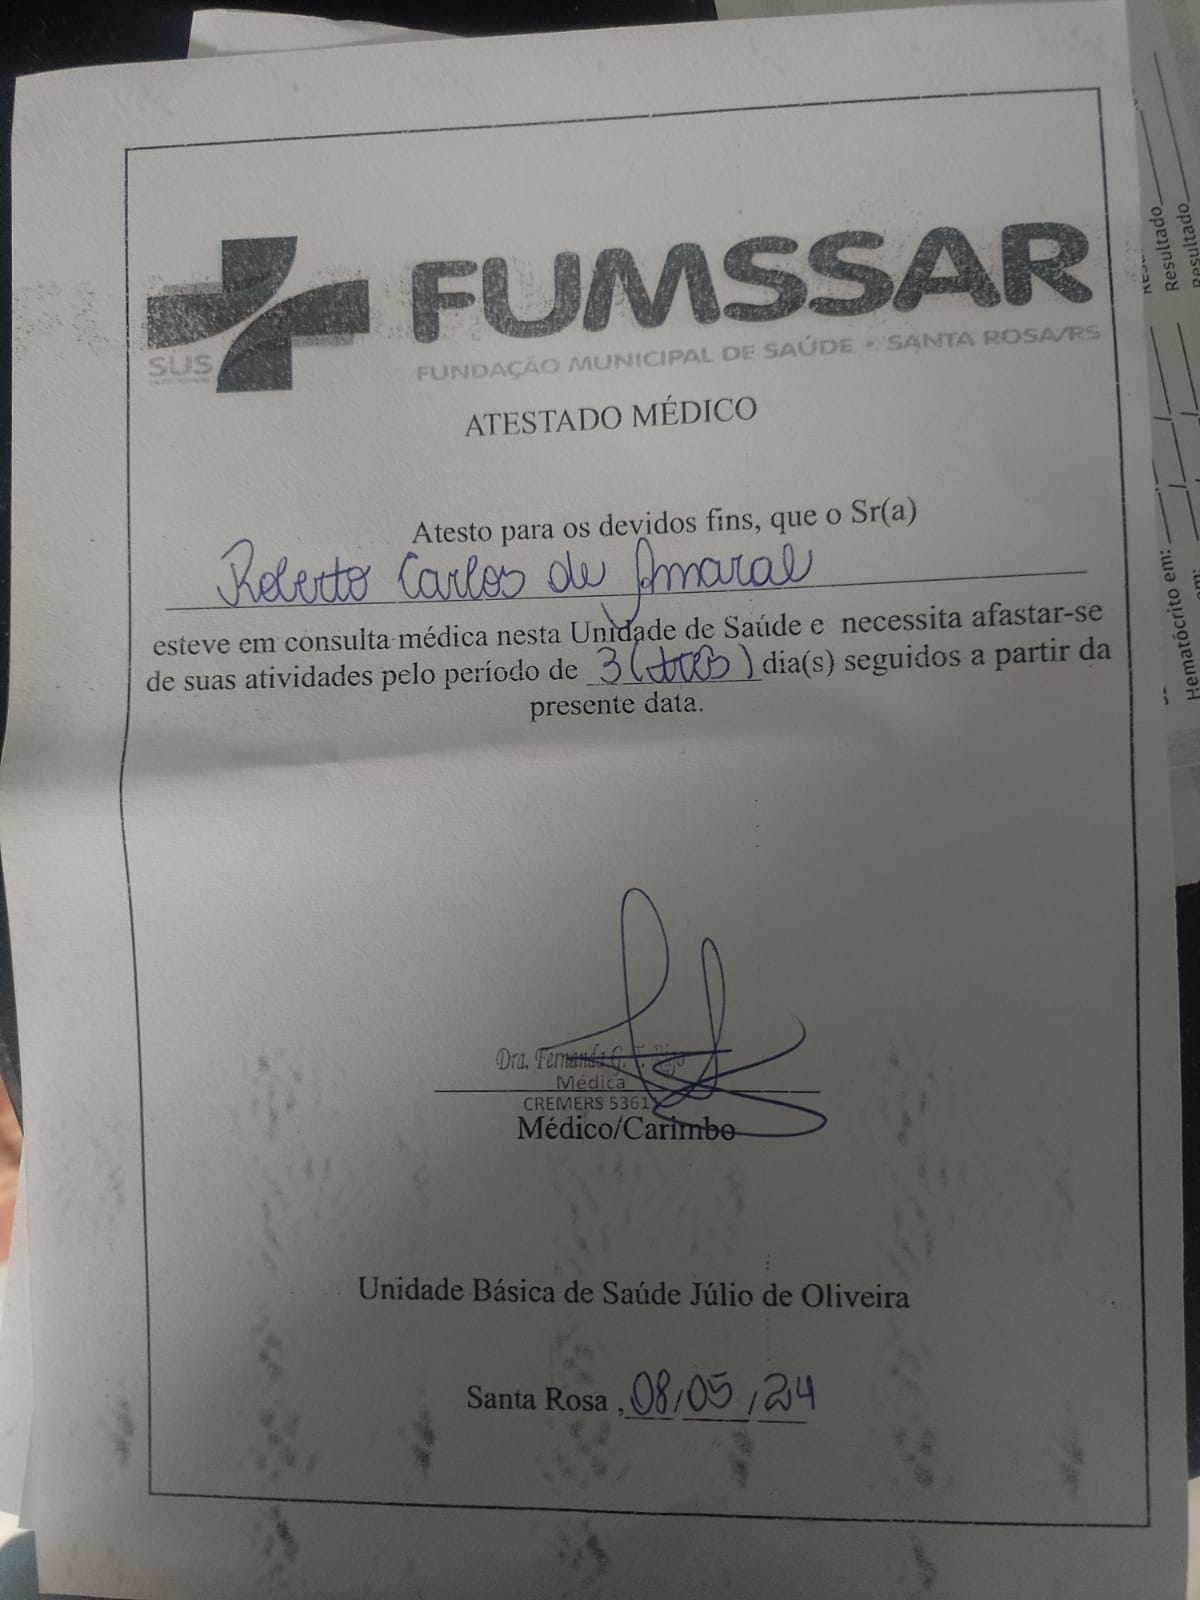 SUS
FUMSSAR
FUNDAÇÃO MUNICIPAL DE SAÚDE • SANTA ROSA/RS
ATESTADO MÉDICO
Atesto para os devidos fins, que o Sr(a)
Roberto Carlos de Amaral
esteve em consulta médica nesta Unidade de Saúde e necessita afastar-se
de suas atividades pelo período de 3 (três) dia(s) seguidos a partir da
presente data.
Dra. Fernanda G.
Médica
CREMERS 5361
Médico/Carimbo
Unidade Básica de Saúde Júlio de Oliveira
Santa Rosa , 08/05/24
Resultado
Resultado
Hematócrito em: